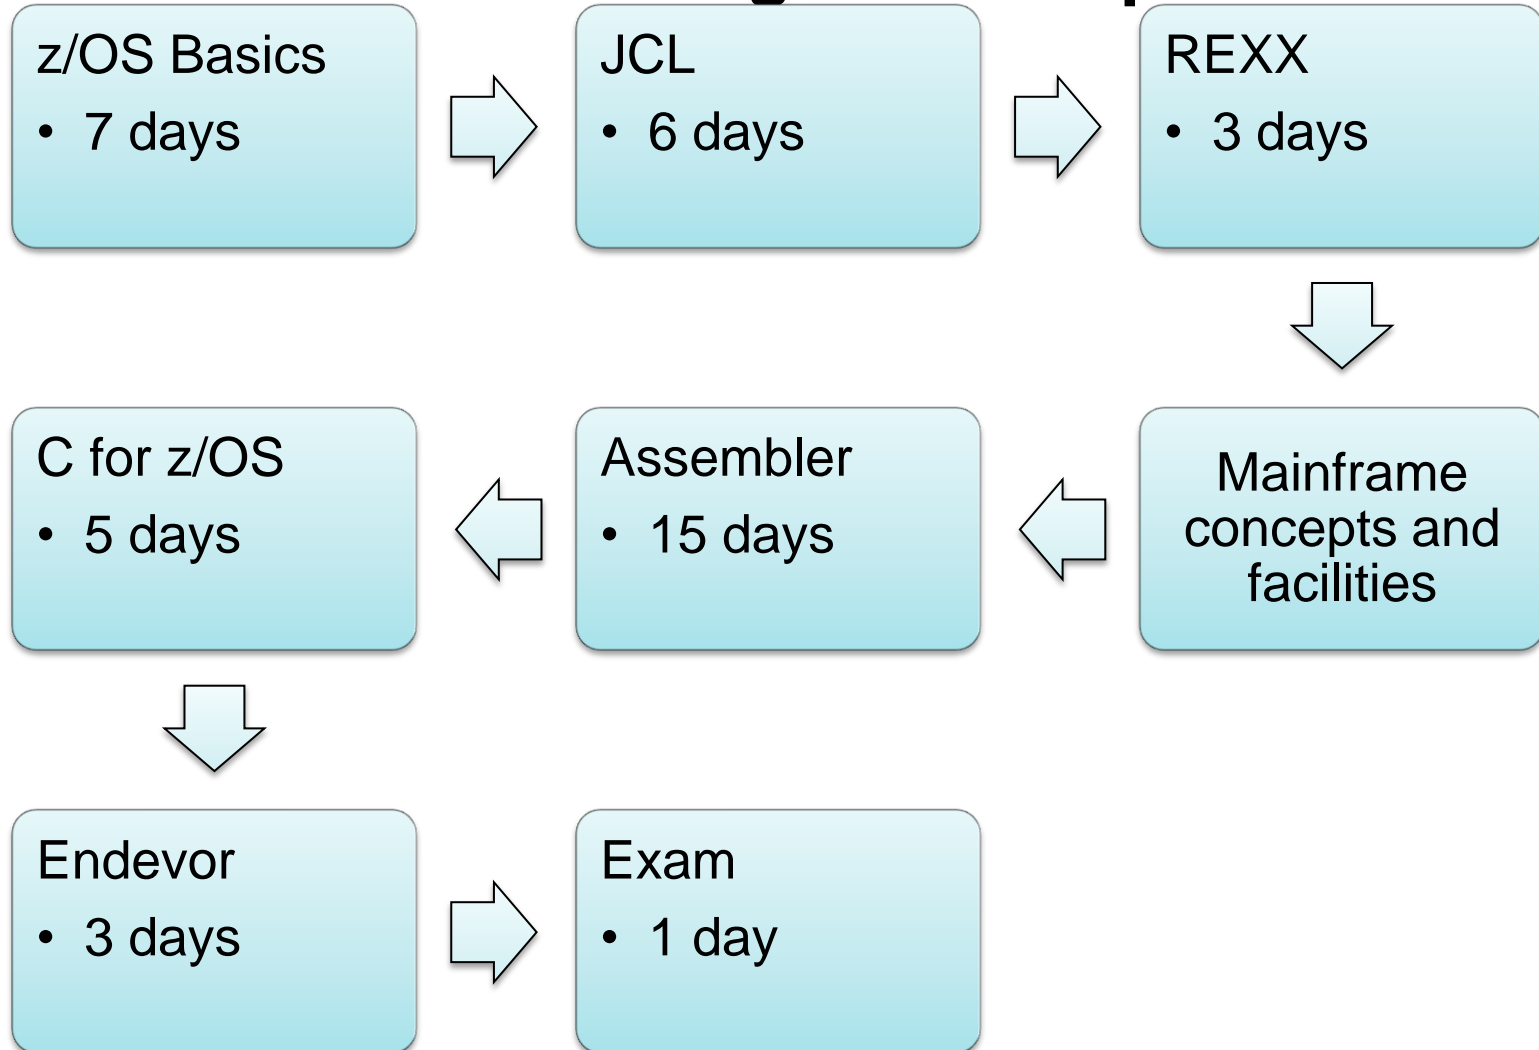 z/OS Basics
• 7 days
JCL
• 6 days
REXX
• 3 days
Mainframe
concepts and
facilities
Assembler
• 15 days
C for z/OS
• 5 days
Endevor
• 3 days
Exam
• 1 day